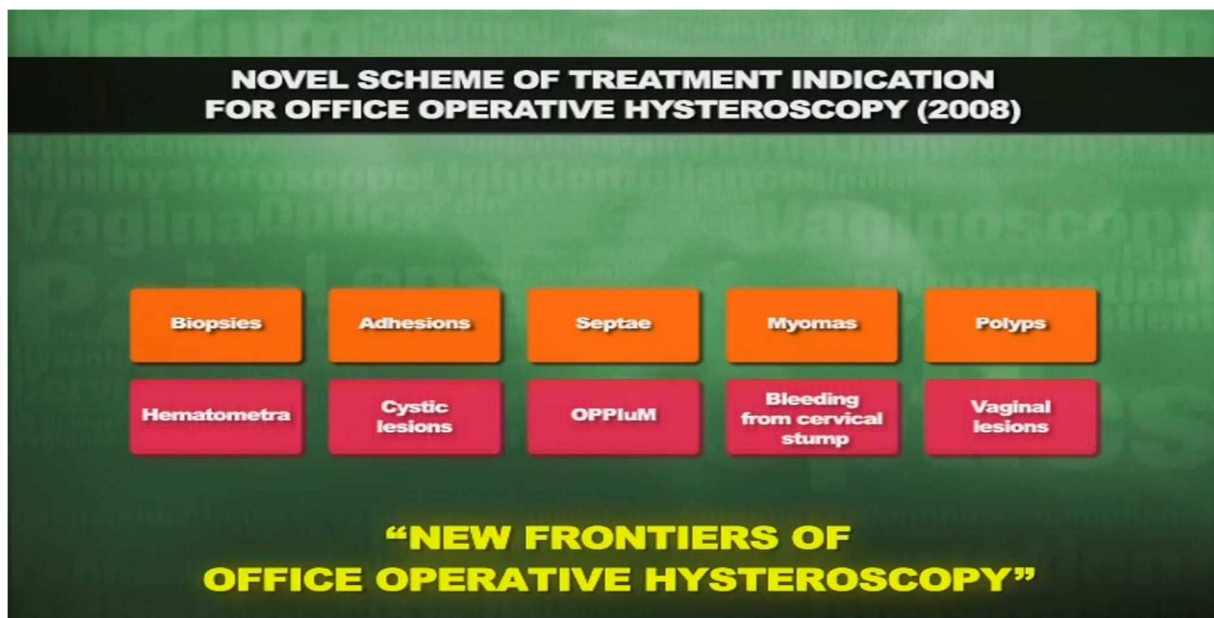 NOVEL SCHEME OF TREATMENT INDICATION
FOR OFFICE OPERATIVE HYSTEROSCOPY (2008)
Biopsies
Adhesions
Septae
Myomas
Polyps
Hematometra
Cystic
lesions
OPPIuM
Bleeding
from cervical
stump
Vaginal
lesions
“NEW FRONTIERS OF
OFFICE OPERATIVE HYSTEROSCOPY”